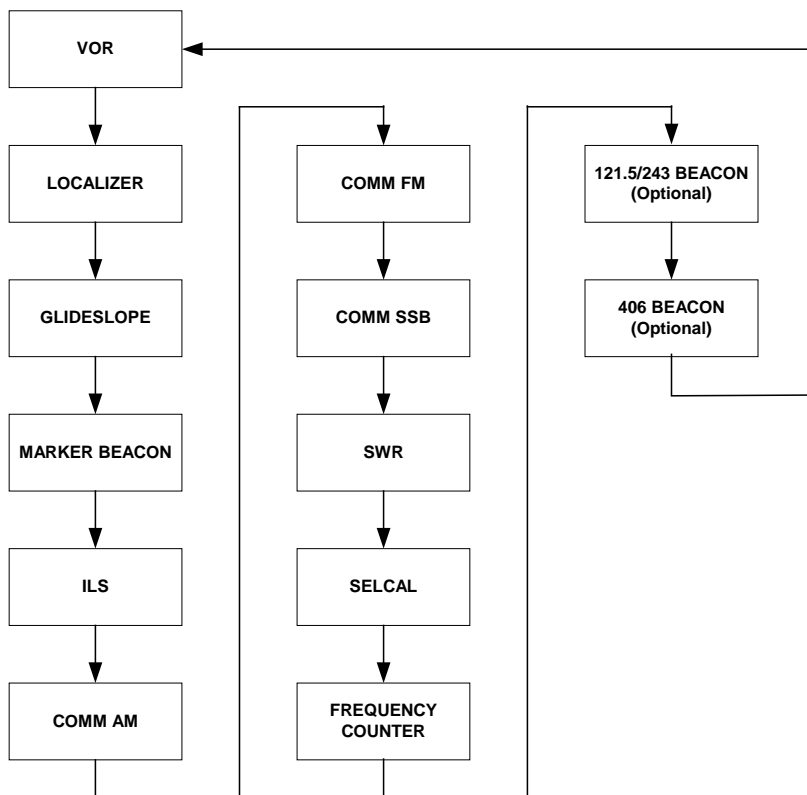 VOR
LOCALIZER
GLIDESLOPE
MARKER BEACON
ILS
COMM AM
COMM FM
COMM SSB
SWR
SELCAL
FREQUENCY
COUNTER
121.5/243 BEACON
(Optional)
406 BEACON
(Optional)